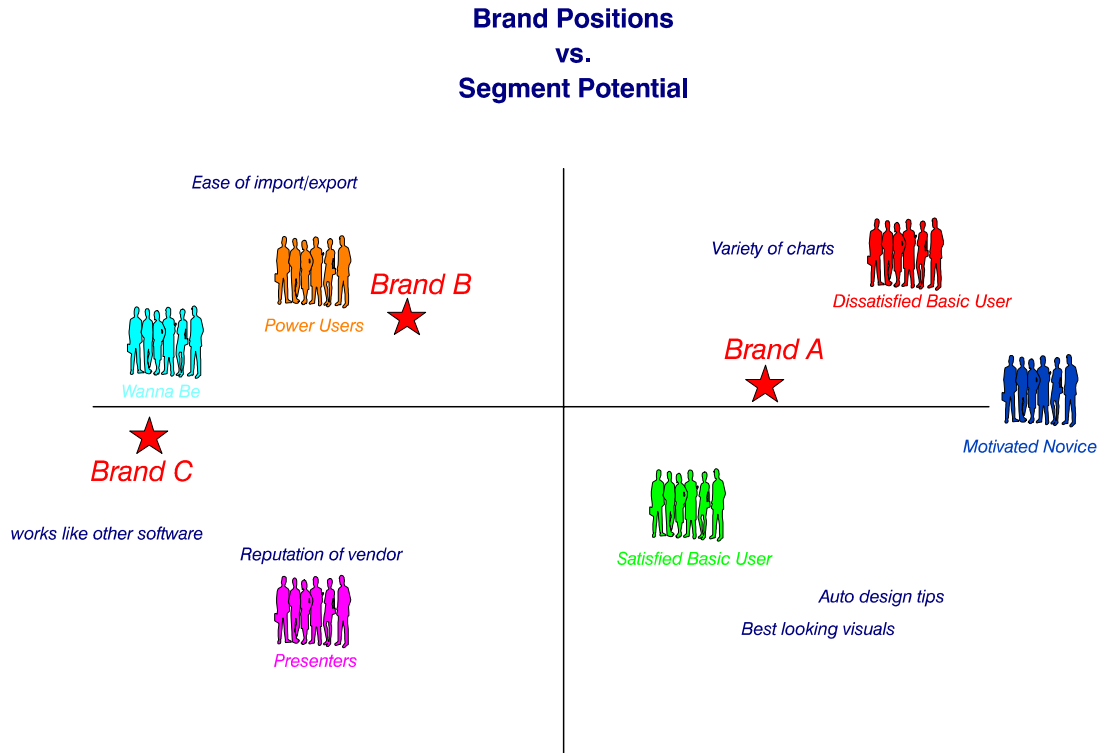 Brand Positions
vs.
Segment Potential
Ease of import/export
Variety of charts
Brand B
Dissatisfied Basic User
Power Users
Brand A
Wanna Be
Motivated Novice
Brand C
works like other software
Reputation of vendor
Satisfied Basic User
Auto design tips
Best looking visuals
Presenters